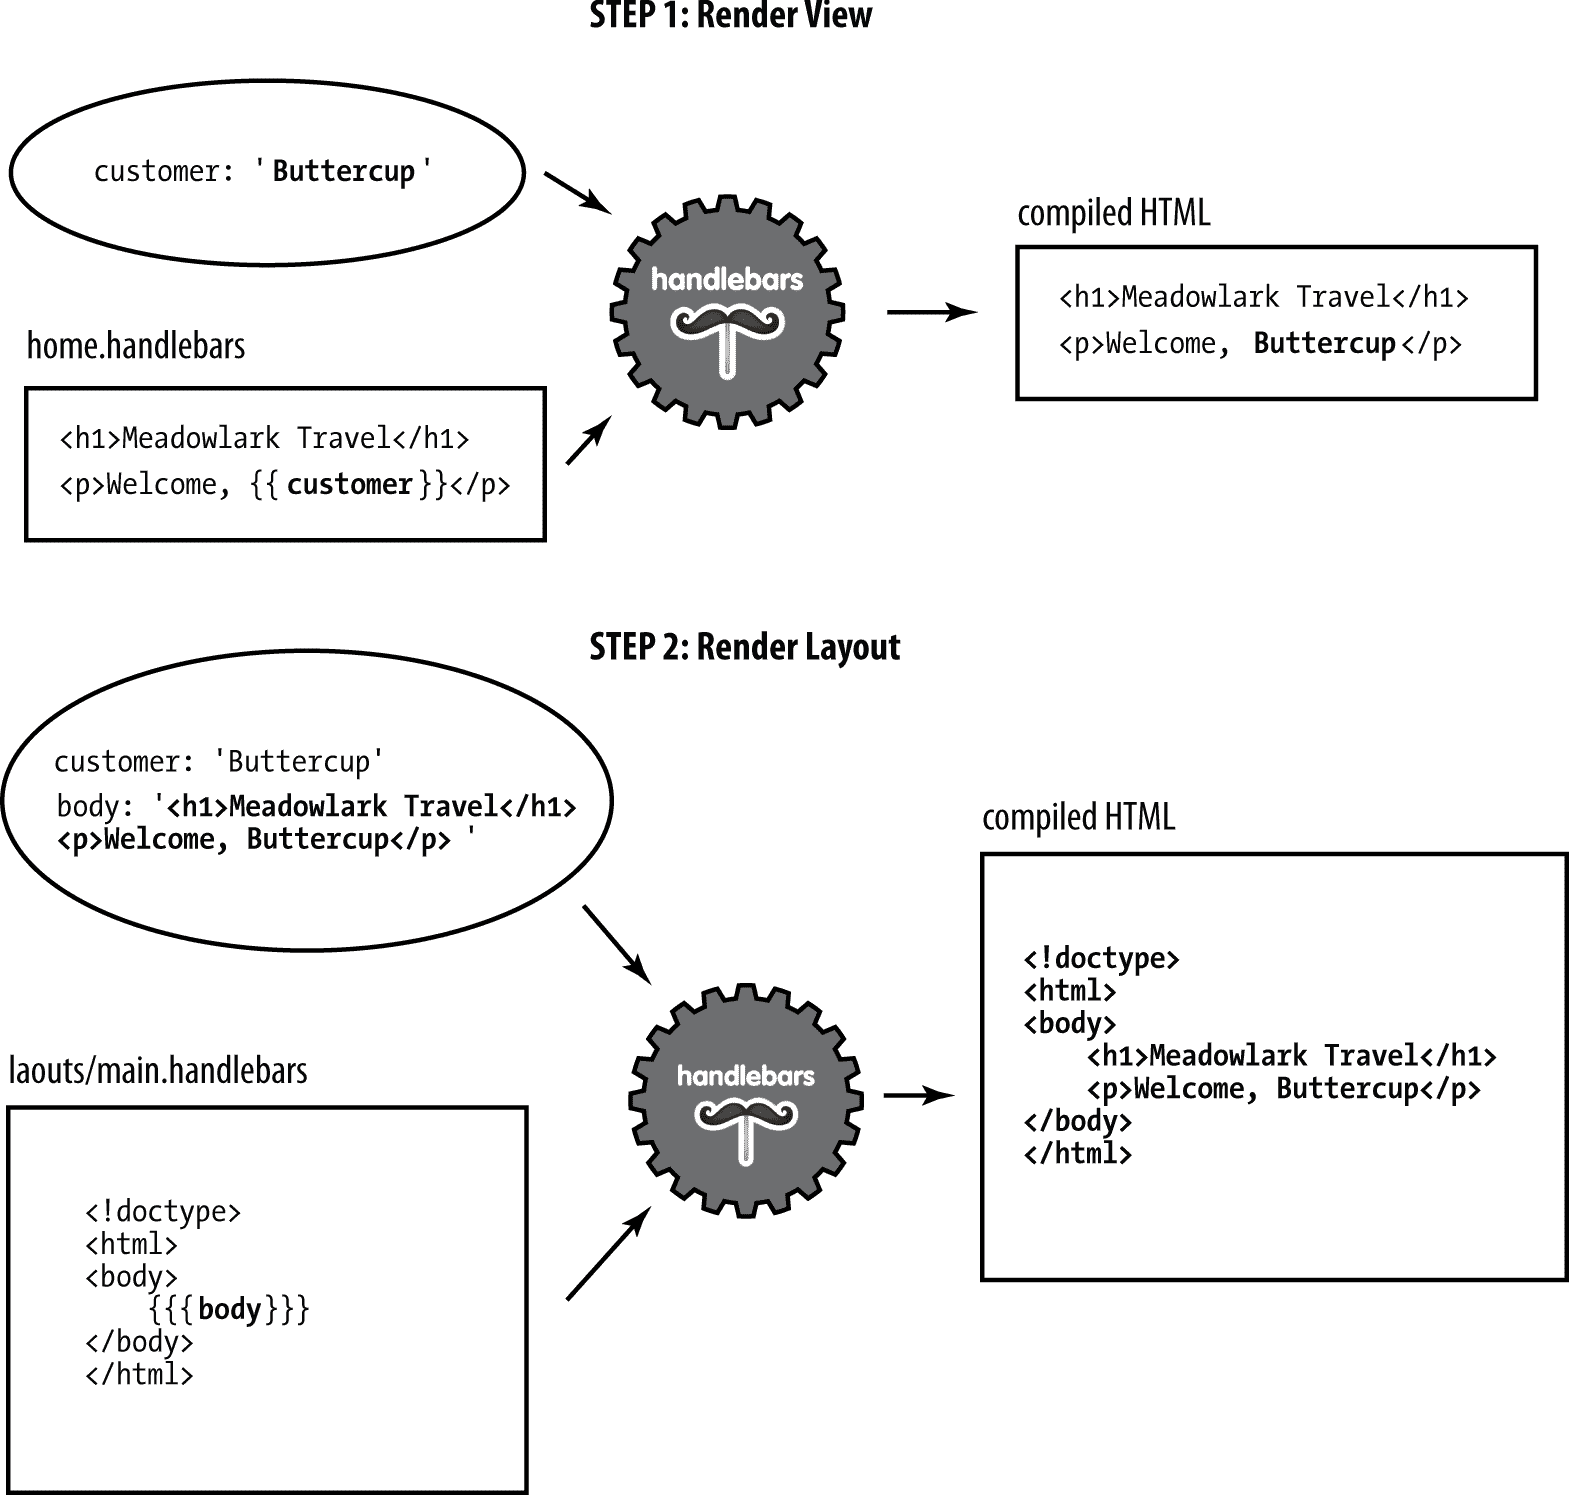 STEP 1: Render View
customer: 'Buttercup'
handlebars
compiled HTML
<h1>Meadowlark Travel</h1>
<p>Welcome, Buttercup</p>
home.handlebars
<h1>Meadowlark Travel</h1>
<p>Welcome, {{customer}}</p>
STEP 2: Render Layout
customer: 'Buttercup'
body: '<h1>Meadowlark Travel</h1>
<p>Welcome, Buttercup</p> '
compiled HTML
<!doctype>
<html>
<body>
<h1>Meadowlark Travel</h1>
<p>Welcome, Buttercup</p>
</body>
</html>
handlebars
laouts/main.handlebars
<!doctype>
<html>
<body>
{{{body}}}
</body>
</html>